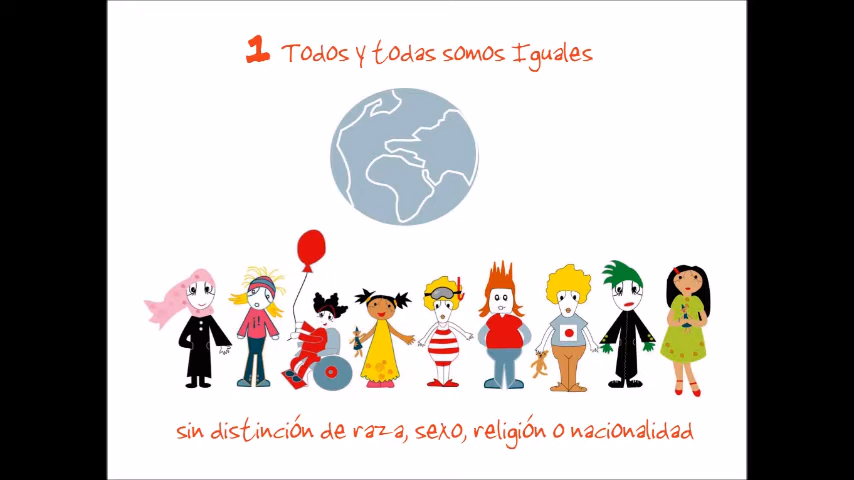 1 Todos y todas somos Iguales
sin distinción de raza, sexo, religión o nacionalidad